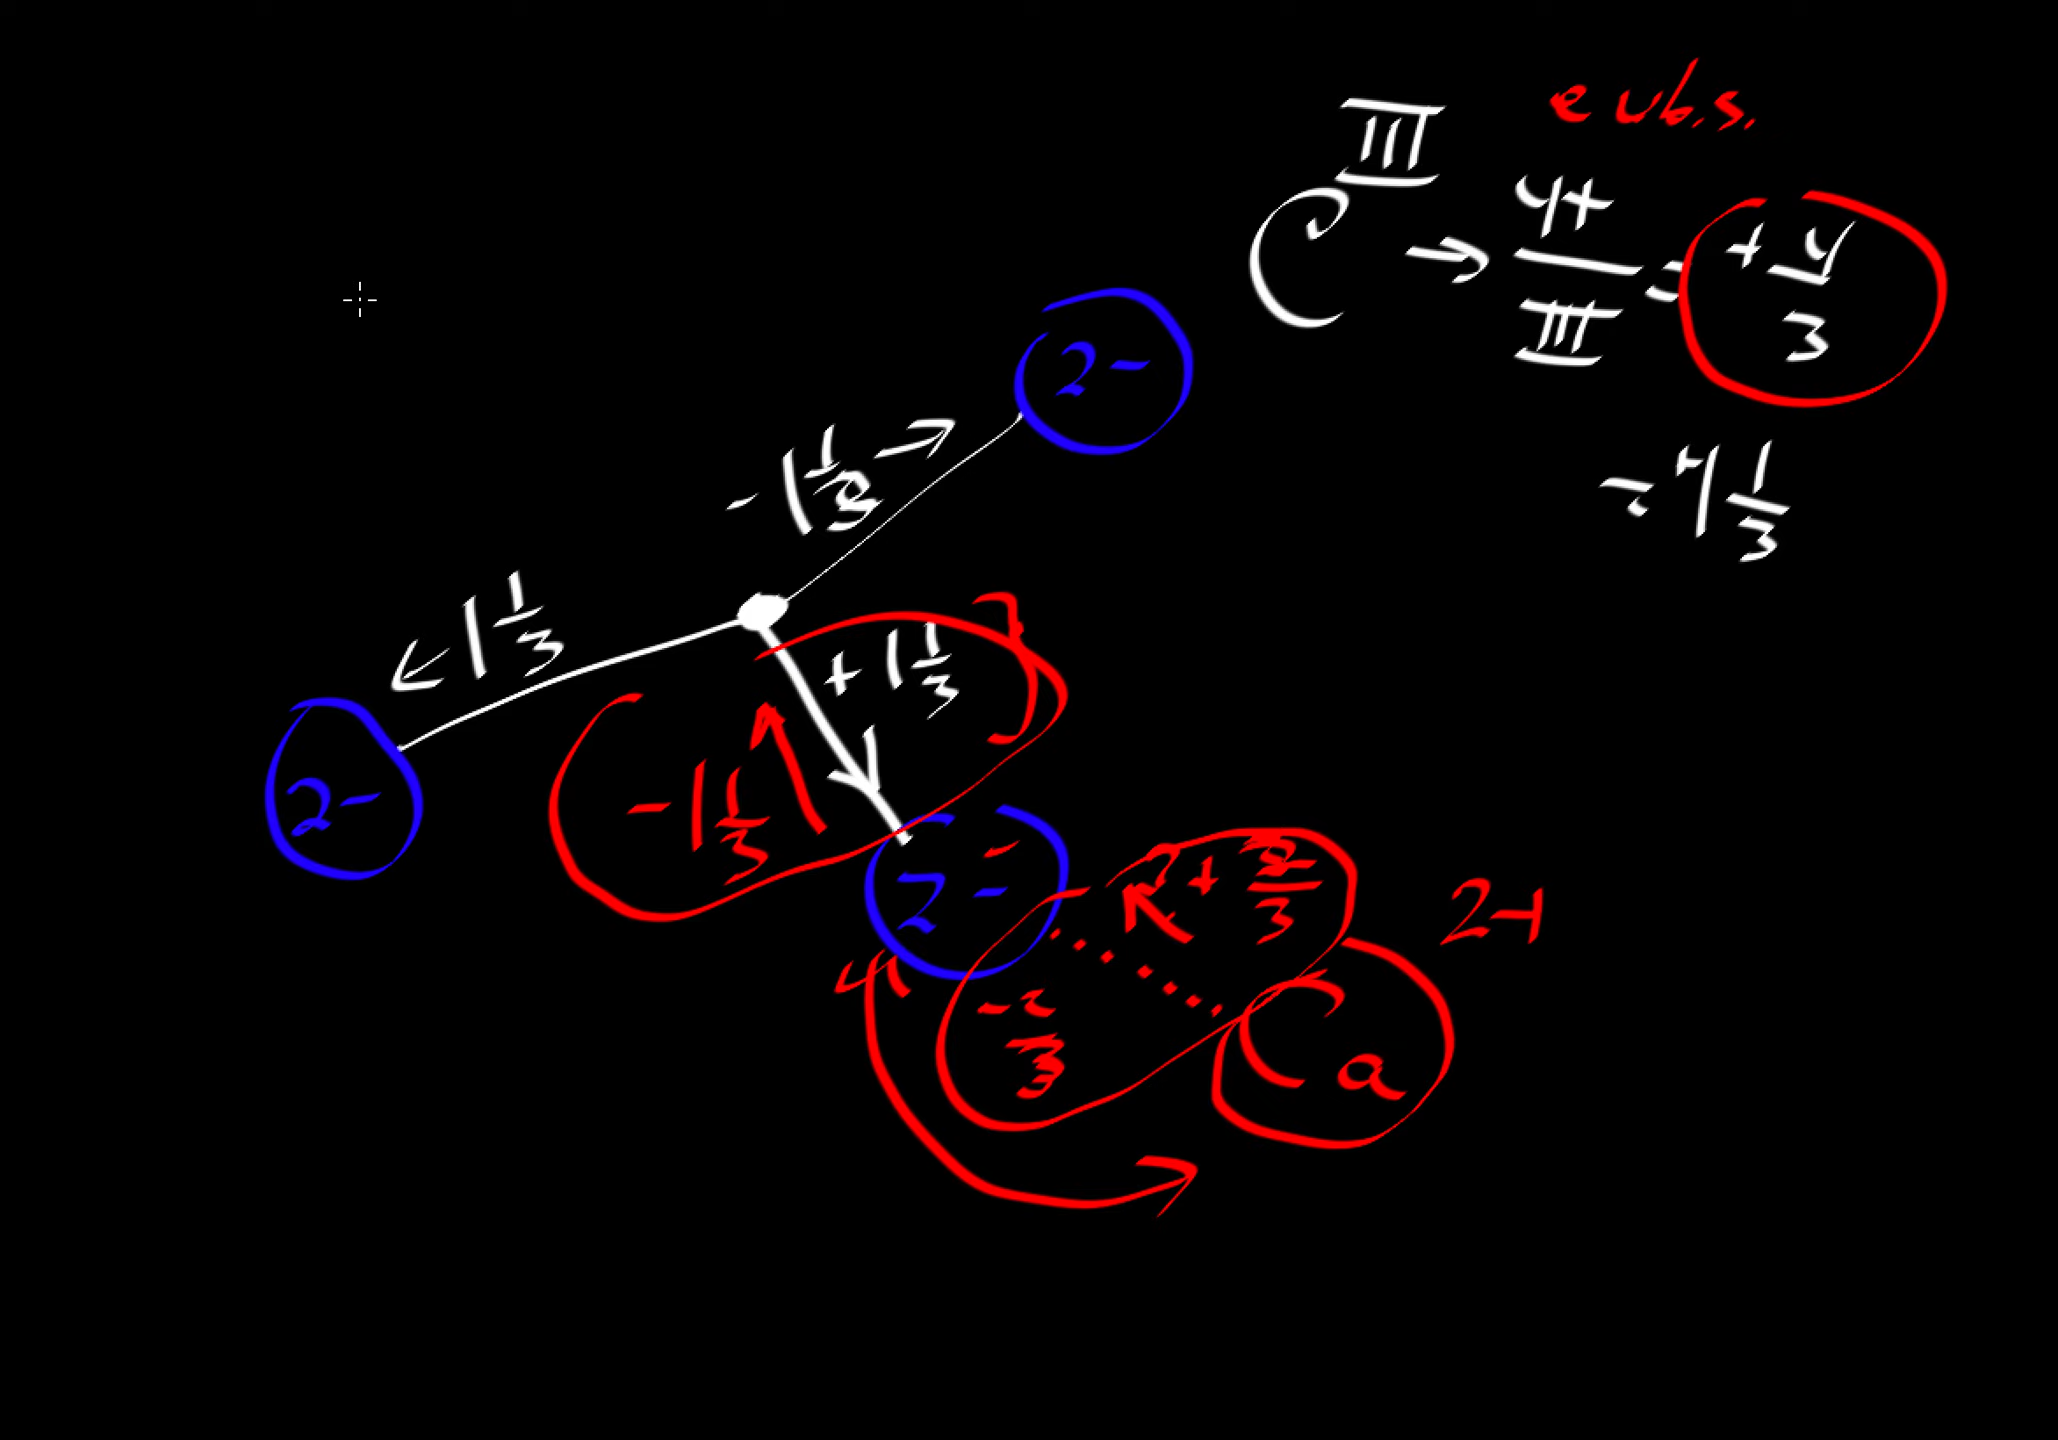 e v.b.s.
C III → 4+ / III = + 4/3
= +1 1/3
2-
- 1 1/3 →
← 1 1/3
+ 1 1/3
2-
- 1 1/3
2-
+ 2/3
2+
- 2/3
Ca